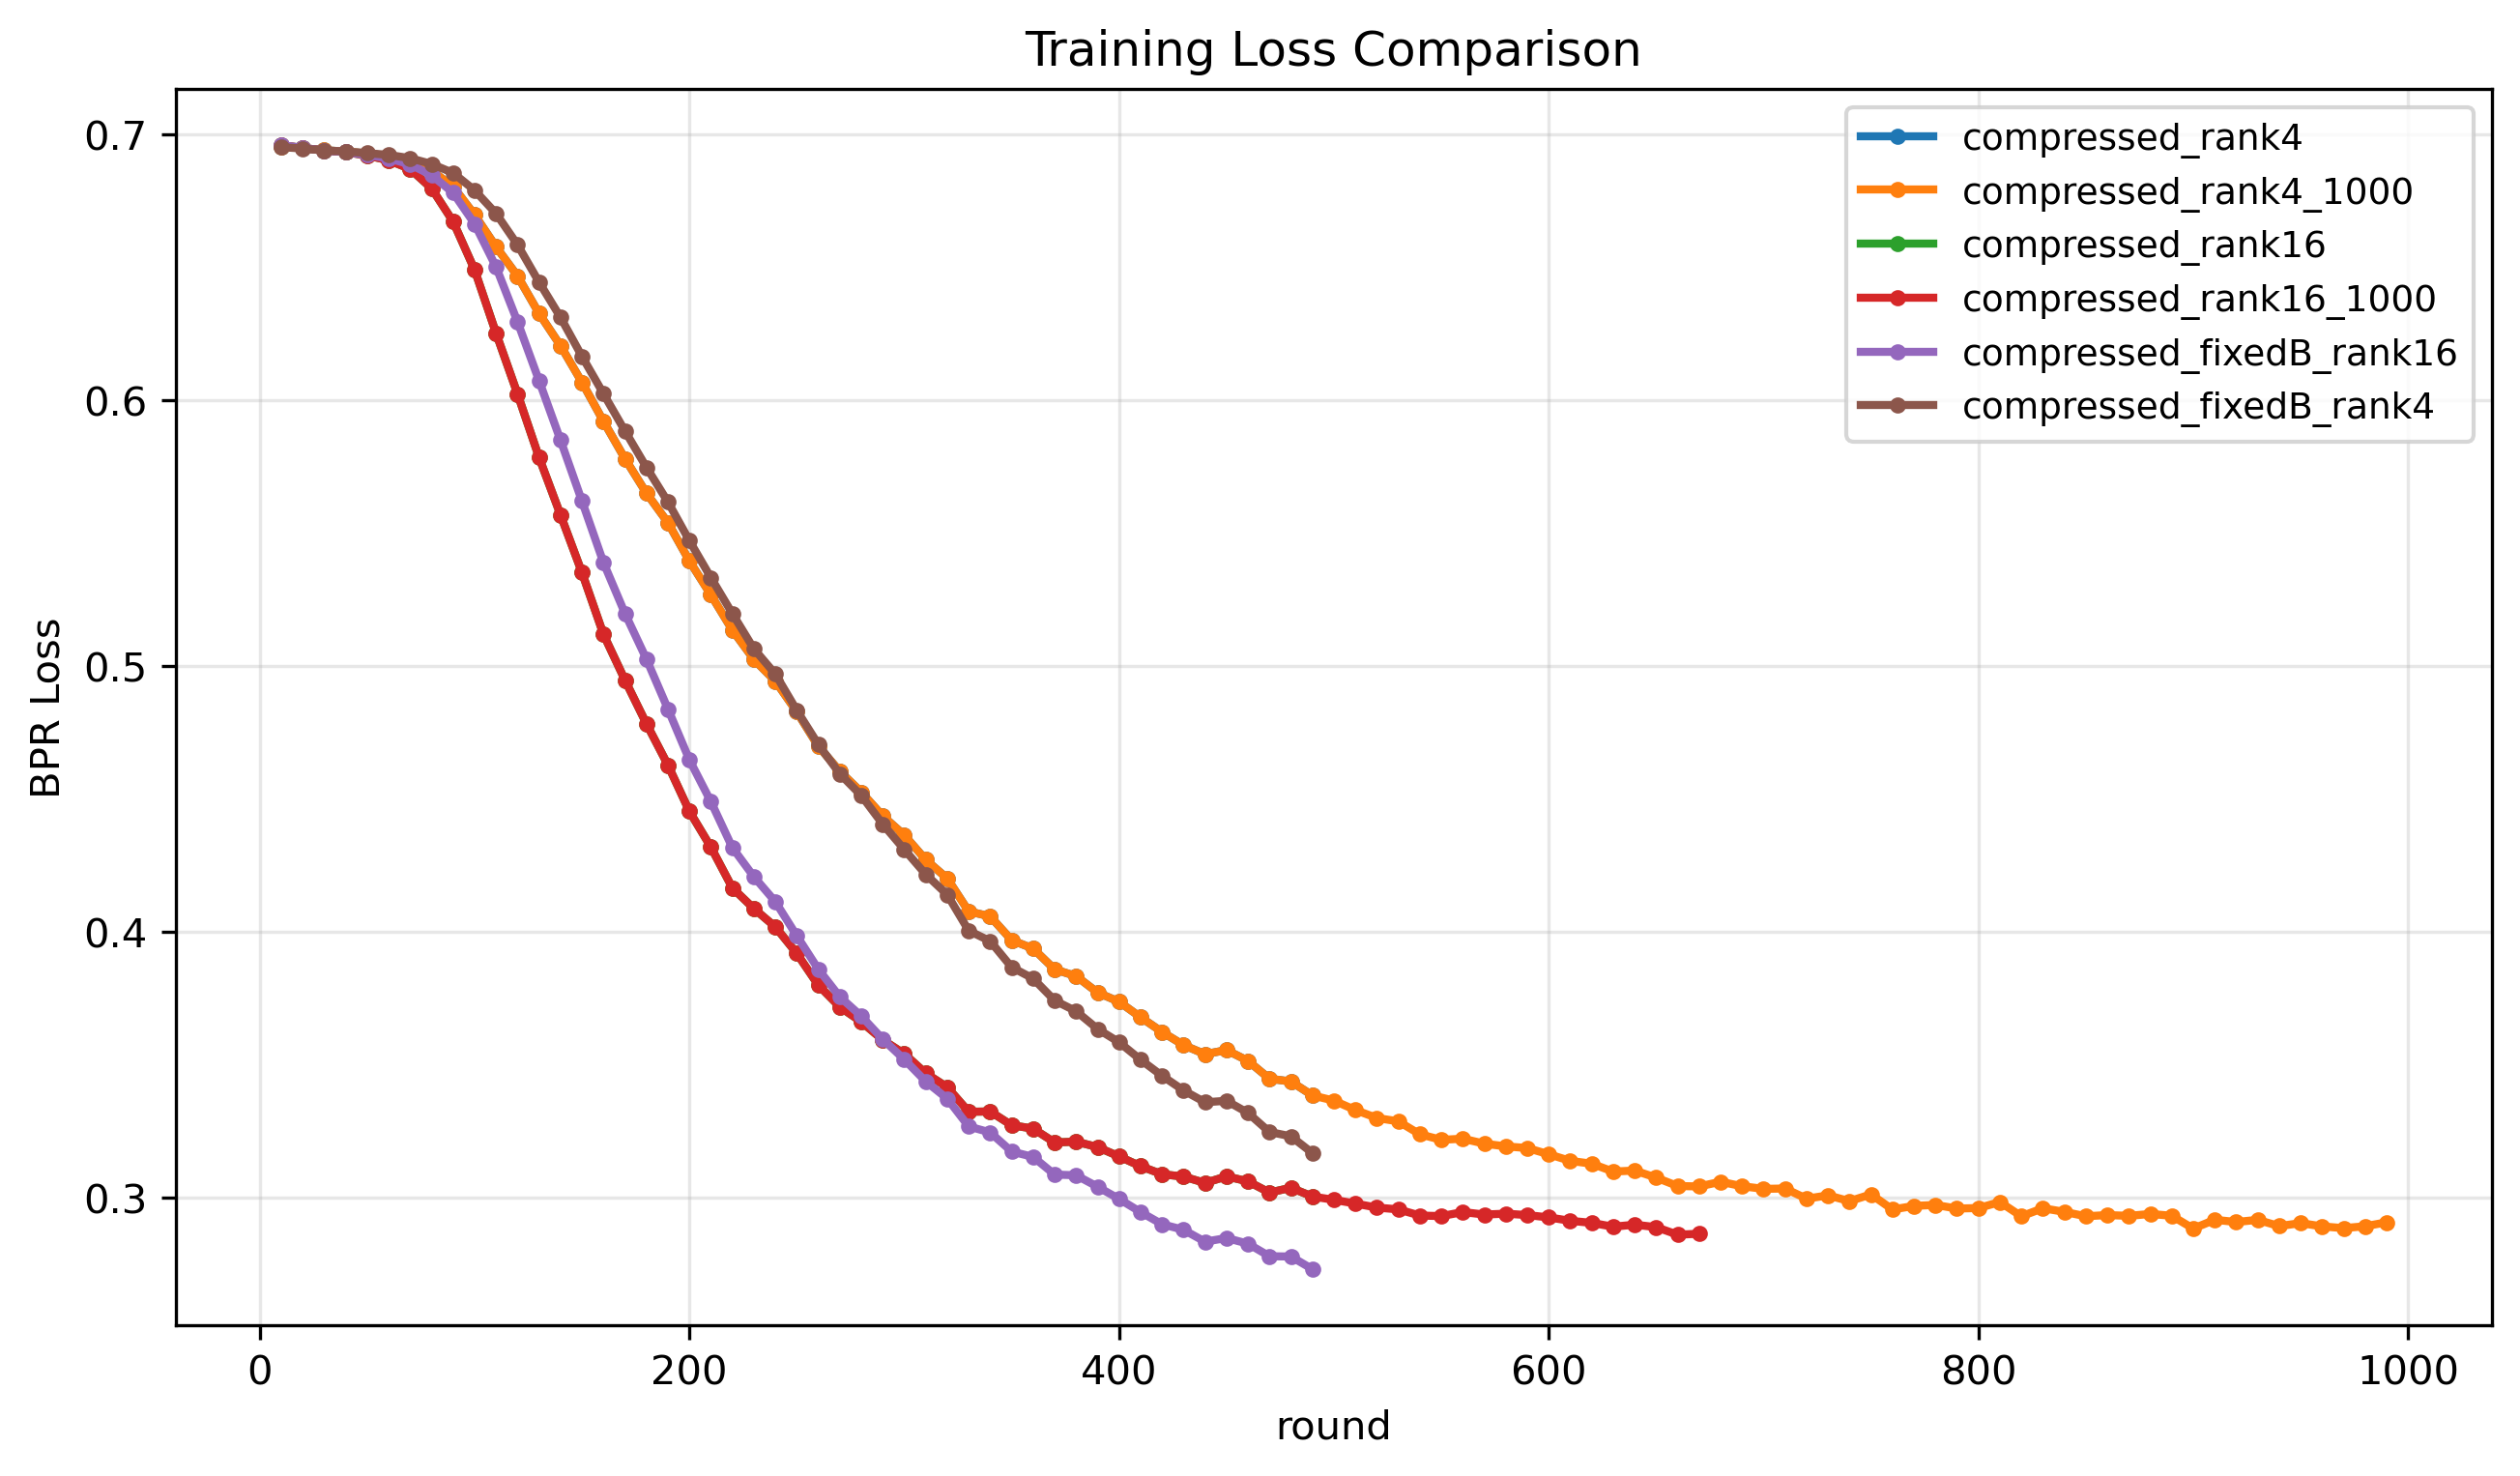 Training Loss Comparison
0.7
0.6
0.5
0.4
0.3
BPR Loss
compressed_rank4
compressed_rank4_1000
compressed_rank16
compressed_rank16_1000
compressed_fixedB_rank16
compressed_fixedB_rank4
0 200 400 600 800 1000
round